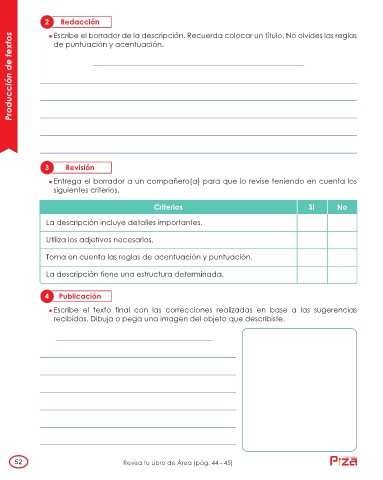 Producción de textos
2 Redacción
Escribe el borrador de la descripción. Recuerda colocar un título. No olvides las reglas
de puntuación y acentuación.
3 Revisión
Entrega el borrador a un compañero(a) para que lo revise teniendo en cuenta los
siguientes criterios.
Criterios Si No
La descripción incluye detalles importantes.
Utiliza los adjetivos necesarios.
Toma en cuenta las reglas de acentuación y puntuación.
La descripción tiene una estructura determinada.
4 Publicación
Escribe el texto final con las correcciones realizadas en base a las sugerencias
recibidas. Dibuja o pega una imagen del objeto que describiste.
52
Revisa tu Libro de Área (pág. 44 - 45)